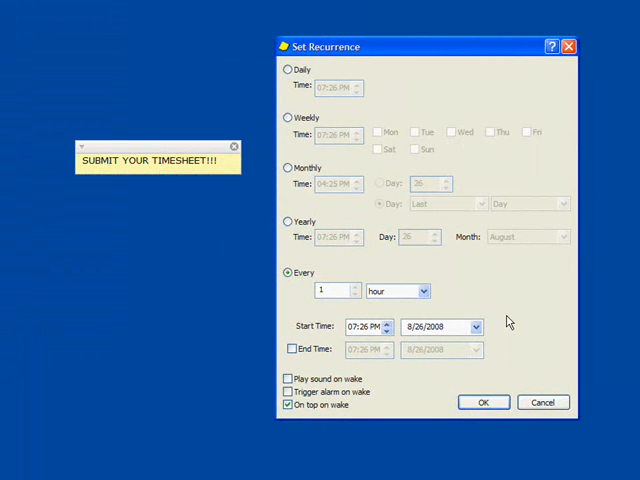 Set Recurrence
Daily
Time: 07:26 PM
SUBMIT YOUR TIMESHEET!!!
Weekly
Time: 07:26 PM Mon Tue Wed Thu Fri
Sat Sun
Monthly
Time: 04:25 PM Day: 26
Day: Last Day
Yearly
Time: 07:26 PM Day: 26 Month: August
Every
1 hour
Start Time: 07:26 PM 8/26/2008
End Time: 07:26 PM 8/26/2008
Play sound on wake
Trigger alarm on wake
On top on wake
OK Cancel